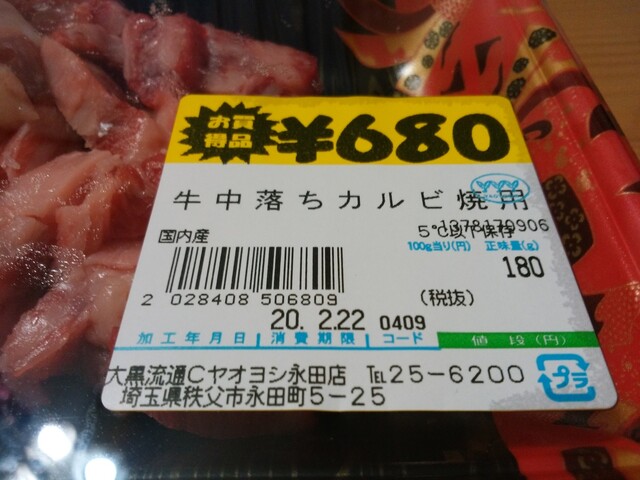 お買得品 ¥680
牛中落ちカルビ焼用
1378170906
国内産 5℃以下保存
100g当り(円) 正味量(g)
180
2 028408 506809 (税抜)
20. 2.22 0409
加工年月日 消費期限 コード 値段(円)
大黒流通Cヤオヨシ永田店 TEL25-6200
埼玉県秩父市永田町5-25
プラ